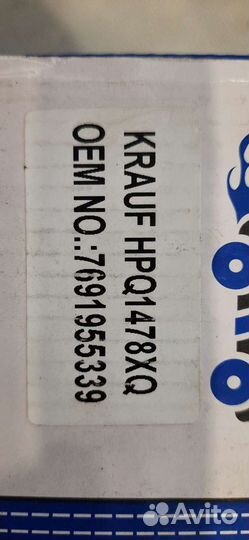 KRAUF HPQ1478XQ
OEM NO.:7691955339
Avito